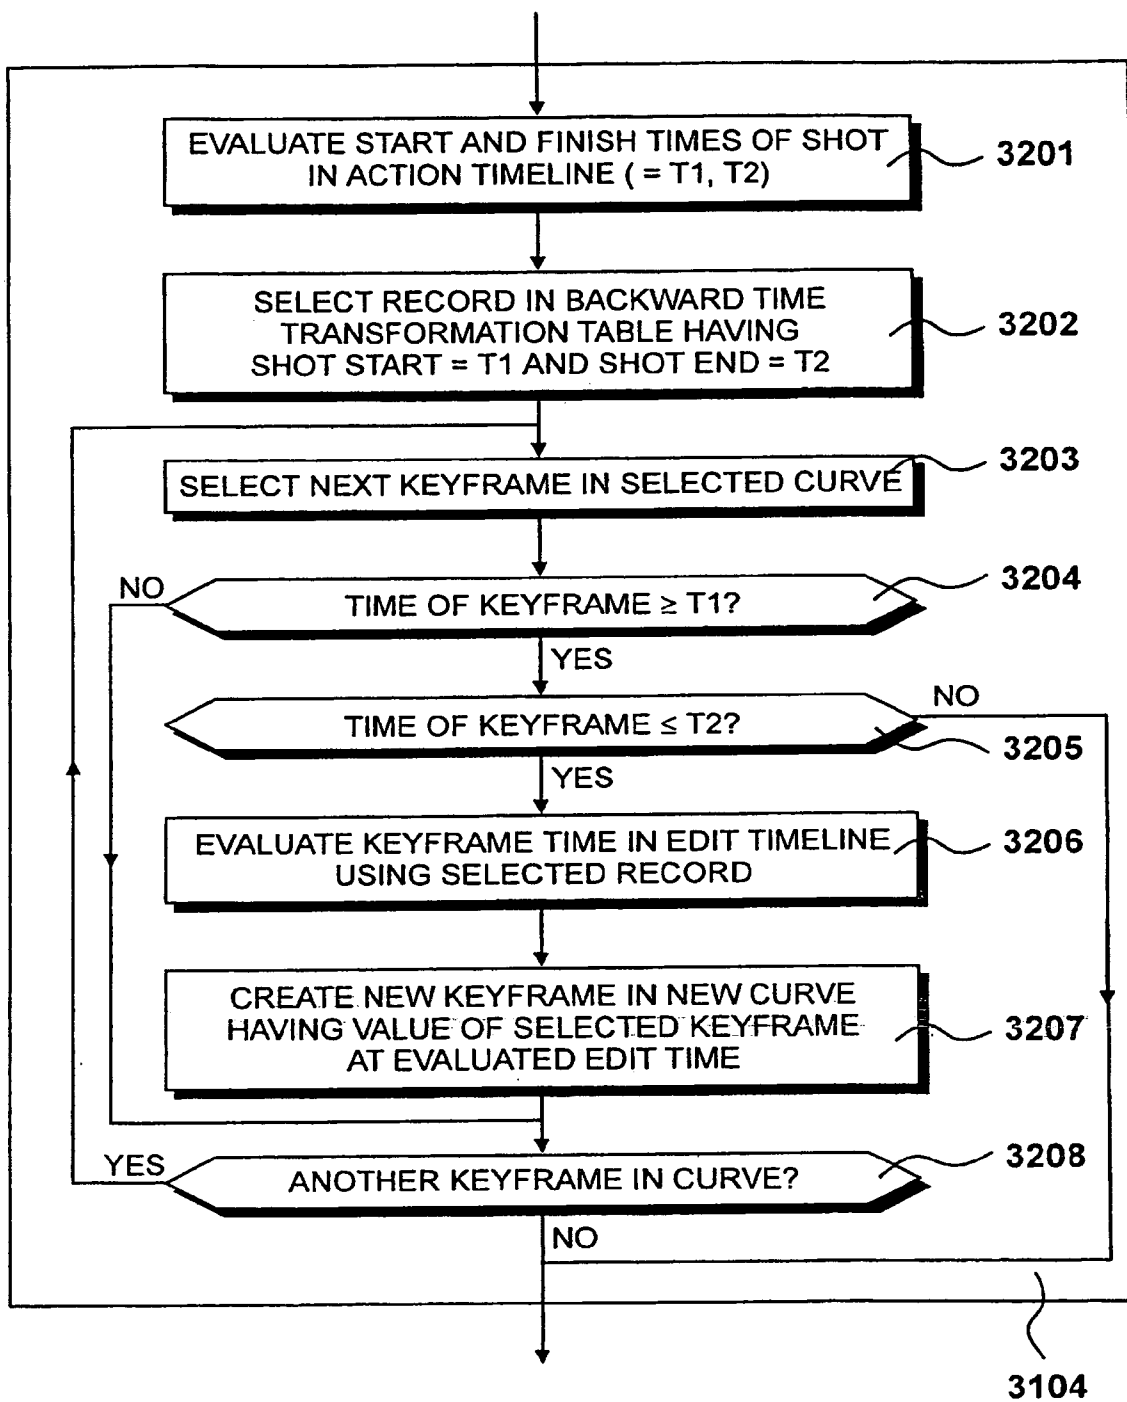 EVALUATE START AND FINISH TIMES OF SHOT
IN ACTION TIMELINE ( = T1, T2)
3201
SELECT RECORD IN BACKWARD TIME
TRANSFORMATION TABLE HAVING
SHOT START = T1 AND SHOT END = T2
3202
SELECT NEXT KEYFRAME IN SELECTED CURVE
3203
NO
TIME OF KEYFRAME ≥ T1?
3204
YES
TIME OF KEYFRAME ≤ T2?
NO
3205
YES
EVALUATE KEYFRAME TIME IN EDIT TIMELINE
USING SELECTED RECORD
3206
CREATE NEW KEYFRAME IN NEW CURVE
HAVING VALUE OF SELECTED KEYFRAME
AT EVALUATED EDIT TIME
3207
YES
ANOTHER KEYFRAME IN CURVE?
3208
NO
3104